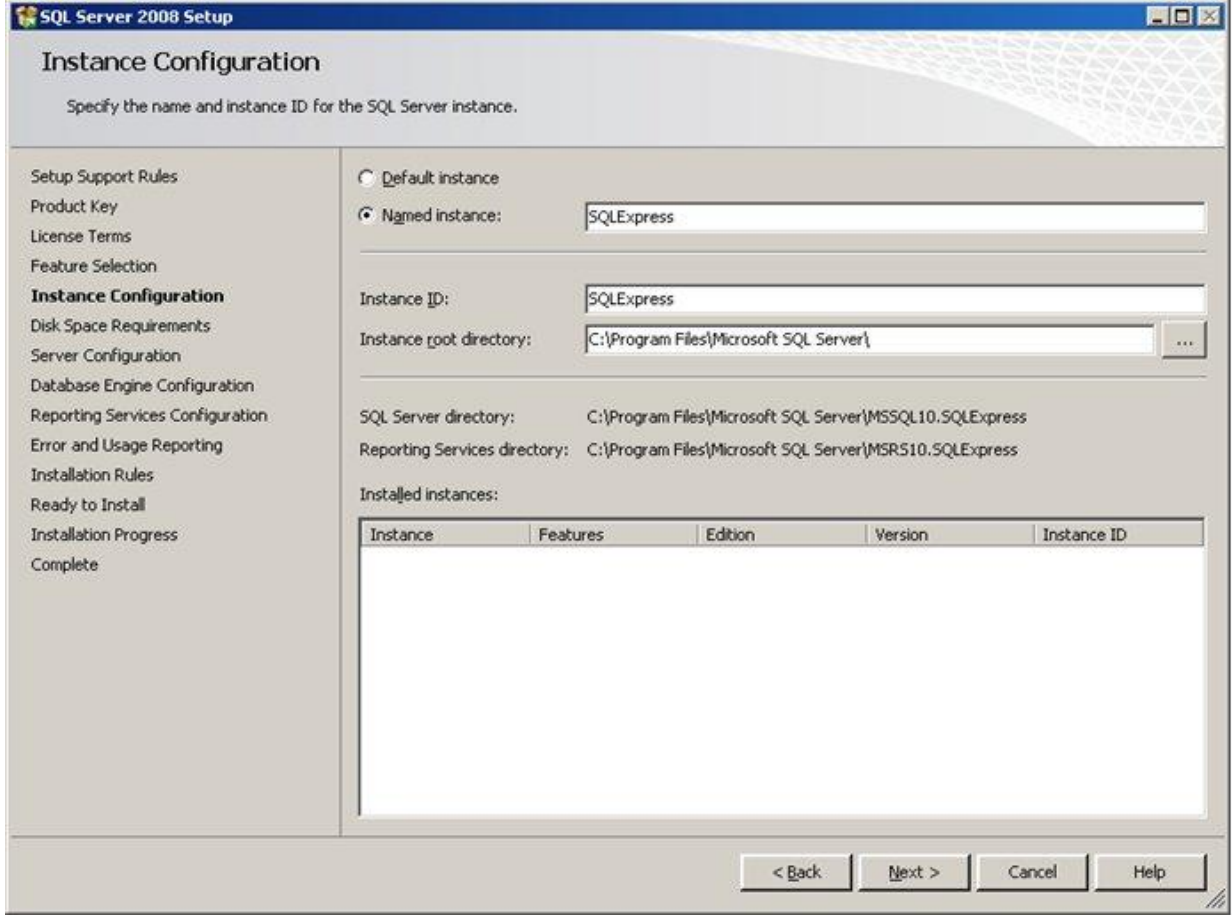 SQL Server 2008 Setup
Instance Configuration
Specify the name and instance ID for the SQL Server instance.
Setup Support Rules
Product Key
License Terms
Feature Selection
Instance Configuration
Disk Space Requirements
Server Configuration
Database Engine Configuration
Reporting Services Configuration
Error and Usage Reporting
Installation Rules
Ready to Install
Installation Progress
Complete
Default instance
Named instance: SQLExpress
Instance ID: SQLExpress
Instance root directory: C:\Program Files\Microsoft SQL Server\ ...
SQL Server directory: C:\Program Files\Microsoft SQL Server\MSSQL10.SQLExpress
Reporting Services directory: C:\Program Files\Microsoft SQL Server\MSRS10.SQLExpress
Installed instances:
Instance Features Edition Version Instance ID
< Back Next > Cancel Help